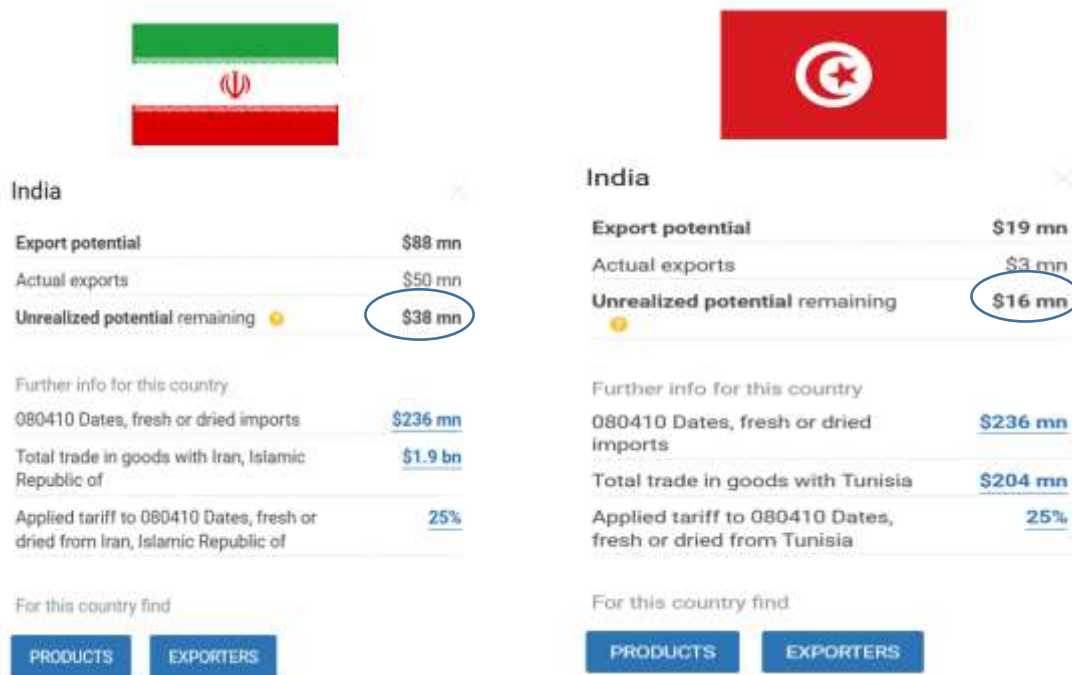 India
Export potential $88 mn
Actual exports $50 mn
Unrealized potential remaining ? $38 mn
Further info for this country
080410 Dates, fresh or dried imports $236 mn
Total trade in goods with Iran, Islamic $1.9 bn
Republic of
Applied tariff to 080410 Dates, fresh or 25%
dried from Iran, Islamic Republic of
For this country find
PRODUCTS EXPORTERS
India
Export potential $19 mn
Actual exports $3 mn
Unrealized potential remaining $16 mn
?
Further info for this country
080410 Dates, fresh or dried $236 mn
imports
Total trade in goods with Tunisia $204 mn
Applied tariff to 080410 Dates, 25%
fresh or dried from Tunisia
For this country find
PRODUCTS EXPORTERS